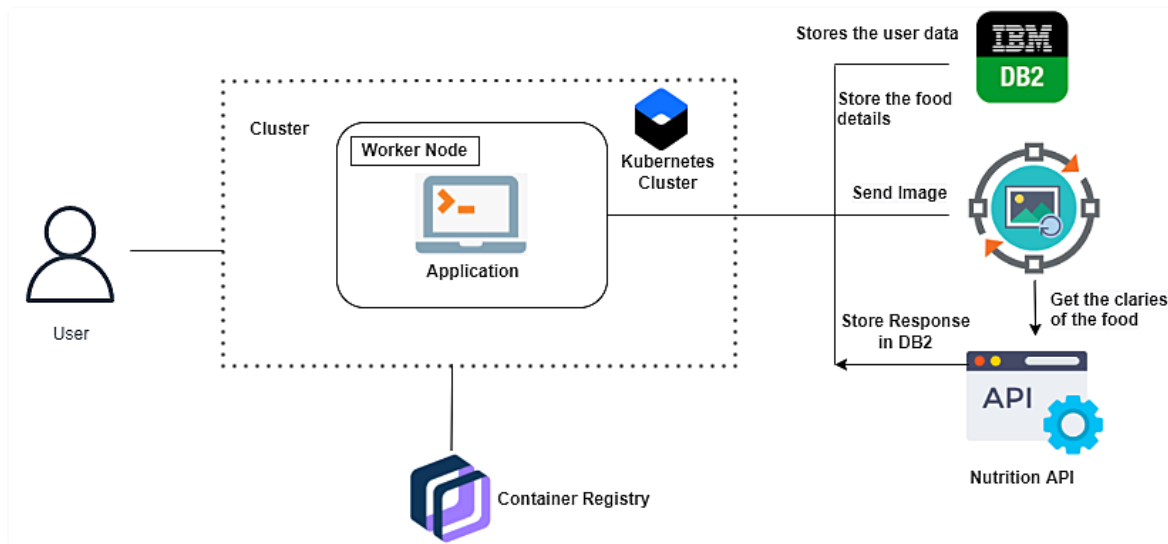 Stores the user data
IBM
DB2
Store the food
details
Cluster
Worker Node
Kubernetes
Cluster
Send Image
Application
User
Get the claries
of the food
Store Response
in DB2
API
Nutrition API
Container Registry